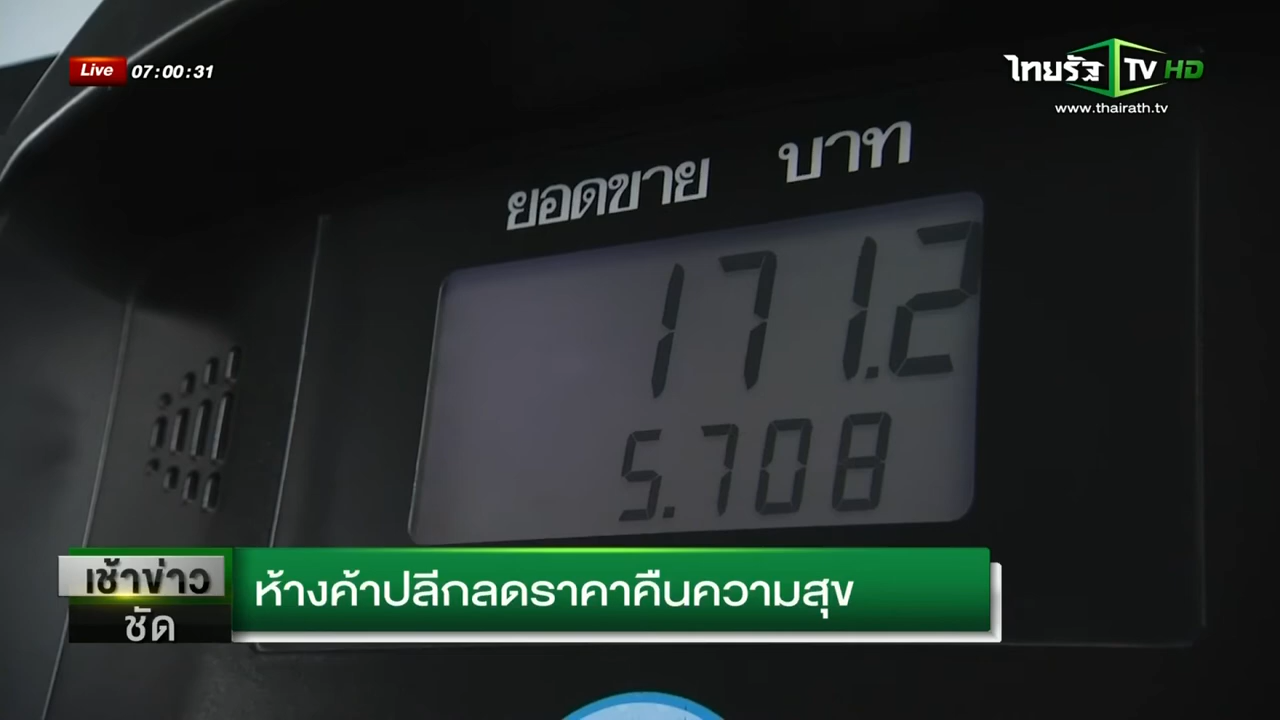 Live 07:00:31
ไทยรัฐ TV HD
www.thairath.tv
ยอดขาย บาท
171.2
5.708
เช้าข่าว
ชัด
ห้างค้าปลีกลดราคาคืนความสุข